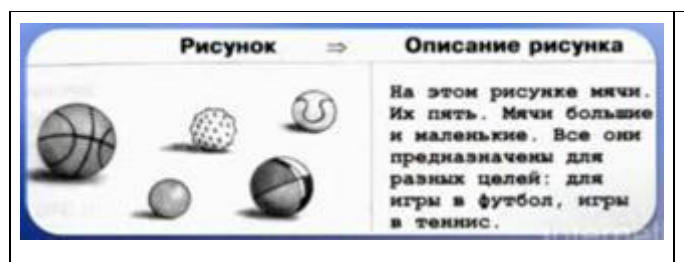 Рисунок ⇒ Описание рисунка
На этом рисунке мячи.
Их пять. Мячи большие
и маленькие. Все они
предназначены для
разных целей: для
игры в футбол, игры
в теннис.